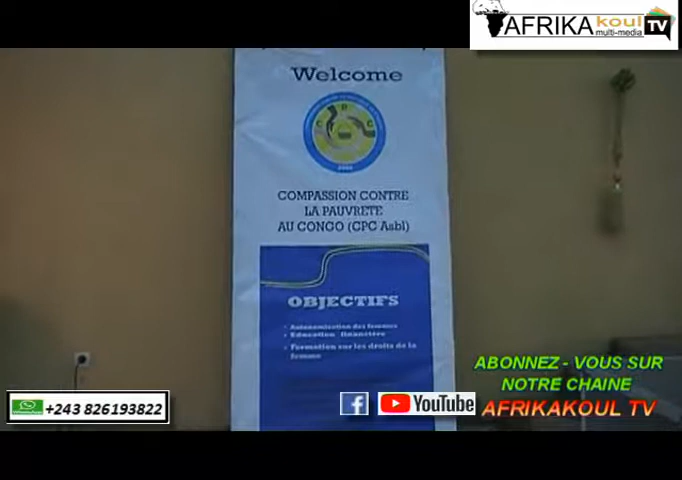 AFRIKA koul TV
multi-media
Welcome
C P C
COMPASSION CONTRE
LA PAUVRETE
AU CONGO (CPC Asbl)
OBJECTIFS
• Autonomisation des femmes
• Education financière
• Formation sur les droits de la
femme
ABONNEZ - VOUS SUR
NOTRE CHAINE
AFRIKAKOUL TV
+243 826193822
YouTube